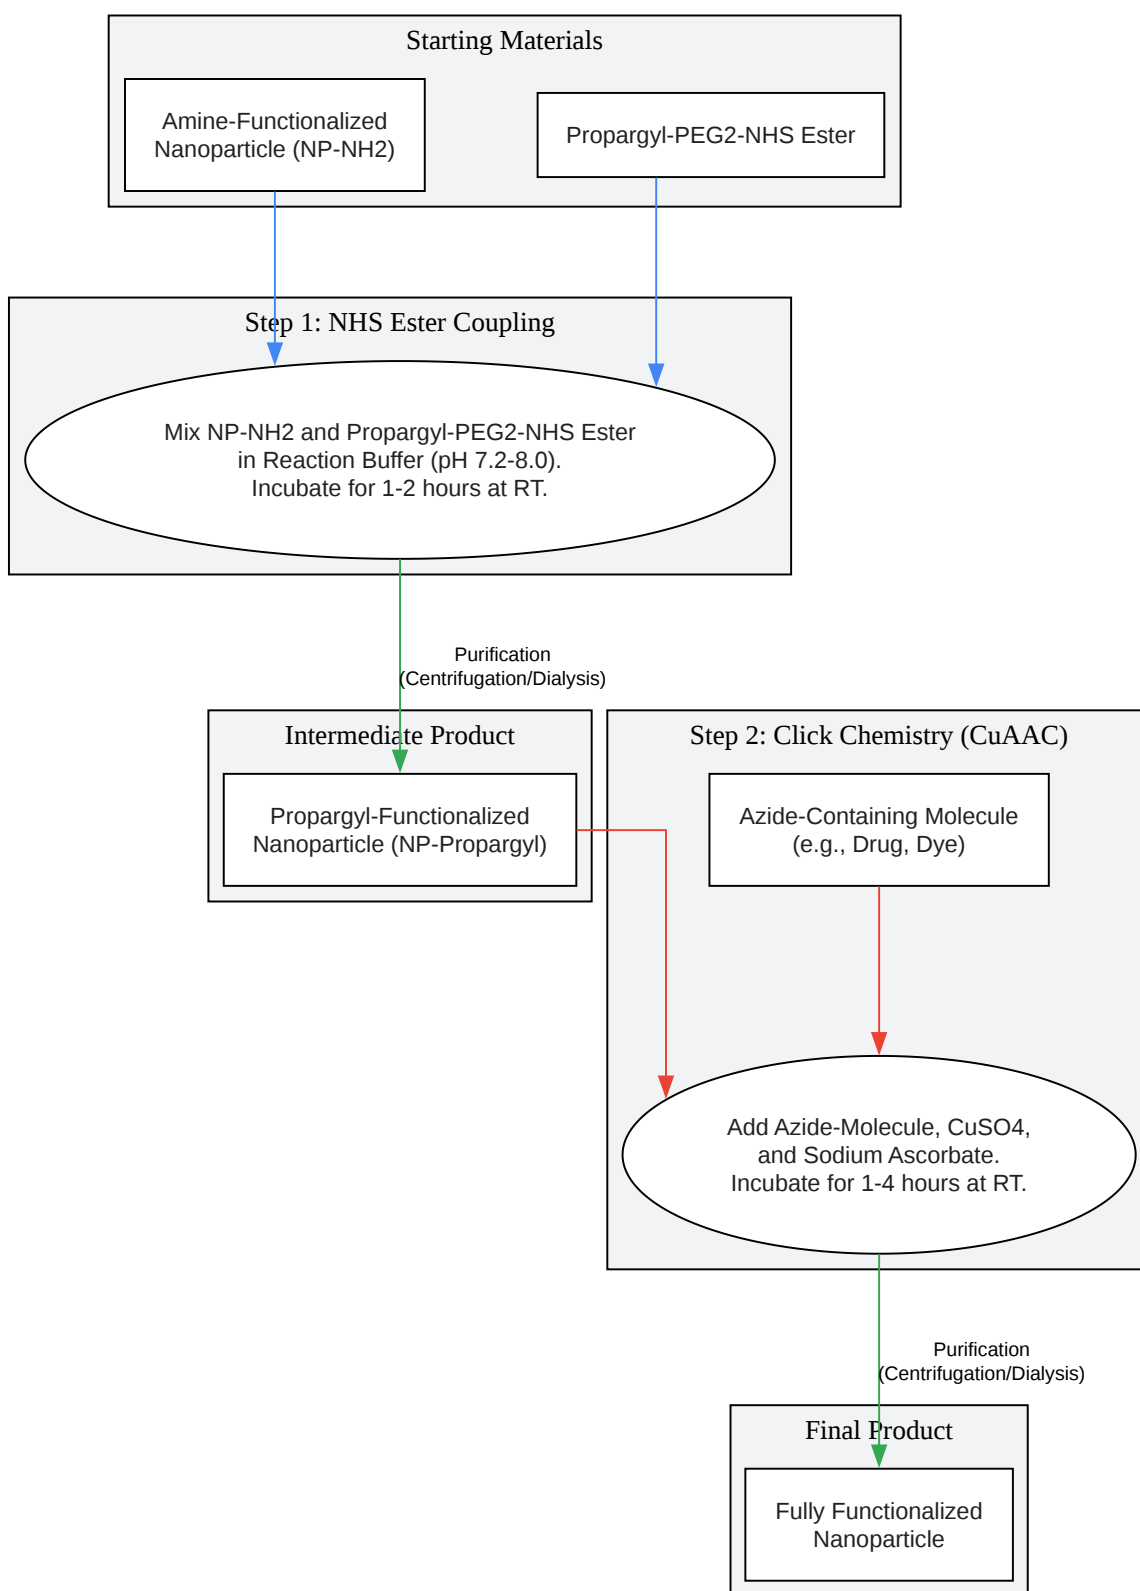 Starting Materials
Amine-Functionalized
Nanoparticle (NP-NH2)
Propargyl-PEG2-NHS Ester
Step 1: NHS Ester Coupling
Mix NP-NH2 and Propargyl-PEG2-NHS Ester
in Reaction Buffer (pH 7.2-8.0).
Incubate for 1-2 hours at RT.
Purification
(Centrifugation/Dialysis)
Intermediate Product
Propargyl-Functionalized
Nanoparticle (NP-Propargyl)
Step 2: Click Chemistry (CuAAC)
Azide-Containing Molecule
(e.g., Drug, Dye)
Add Azide-Molecule, CuSO4,
and Sodium Ascorbate.
Incubate for 1-4 hours at RT.
Purification
(Centrifugation/Dialysis)
Final Product
Fully Functionalized
Nanoparticle